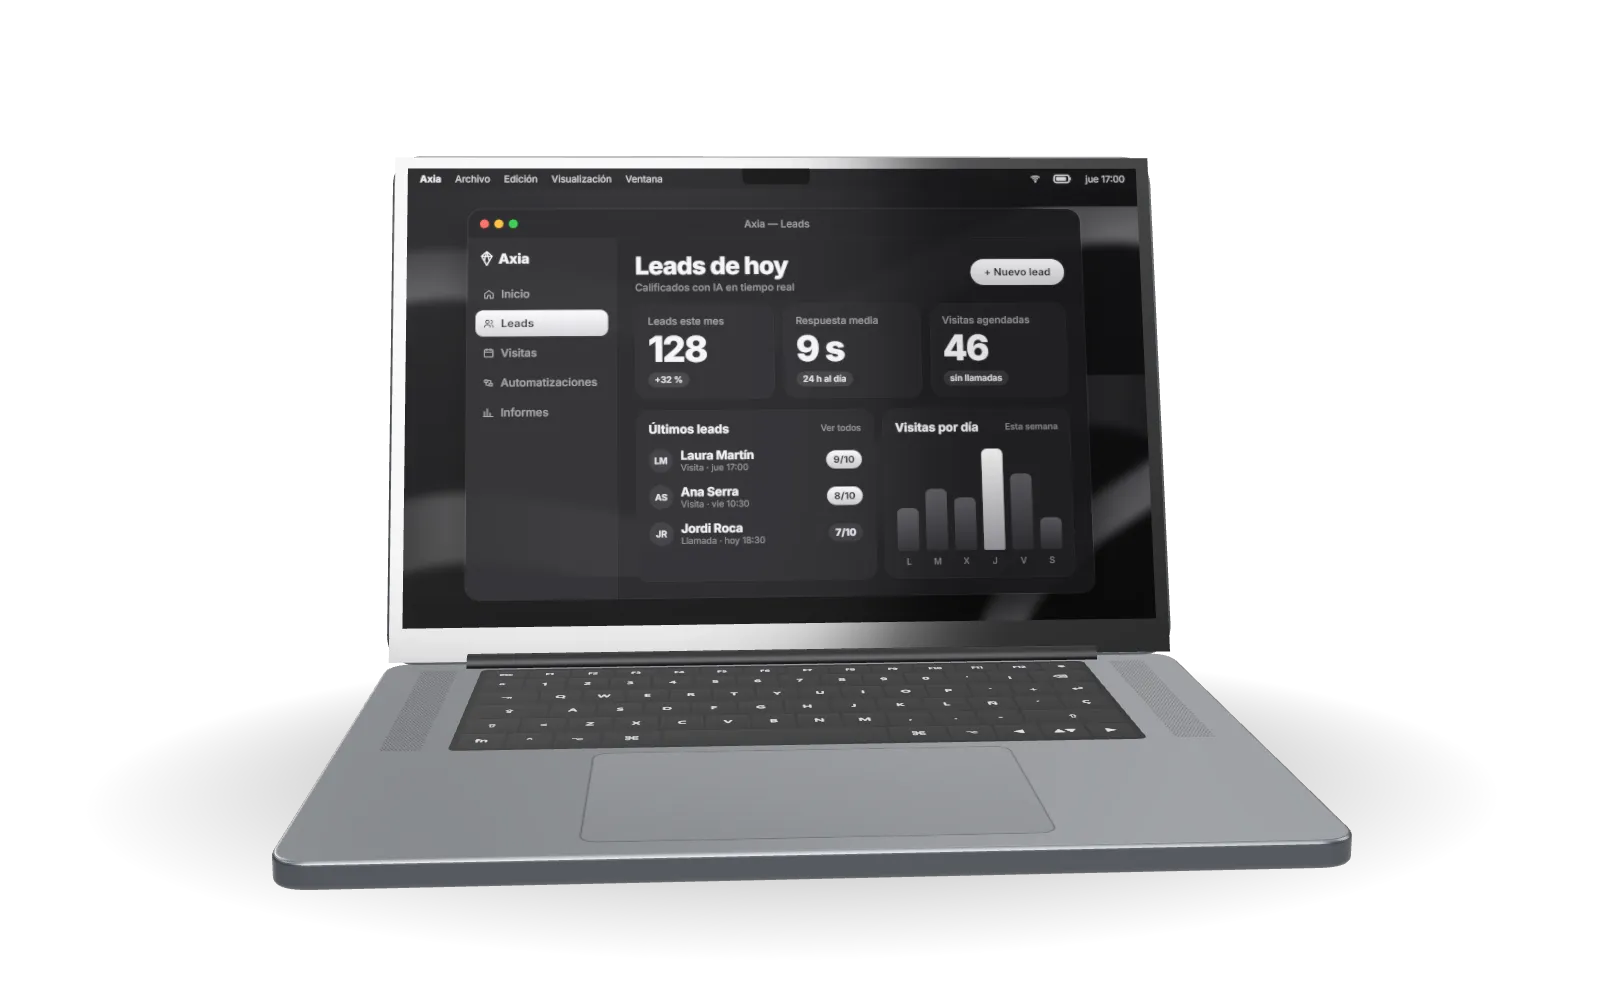 Axia Archivo Edición Visualización Ventana jue 17:00
Axia — Leads
Axia
Inicio
Leads
Visitas
Automatizaciones
Informes
Leads de hoy
Calificados con IA en tiempo real
+ Nuevo lead
Leads este mes
128
+32 %
Respuesta media
9 s
24 h al día
Visitas agendadas
46
sin llamadas
Últimos leads
Ver todos
LM
Laura Martín
Visita · jue 17:00
9/10
AS
Ana Serra
Visita · vie 10:30
8/10
JR
Jordi Roca
Llamada · hoy 18:30
7/10
Visitas por día
Esta semana
L M X J V S
Q W E R T Y U I O P
A S D F G H J K L Ñ
Z X C V B N M
fn